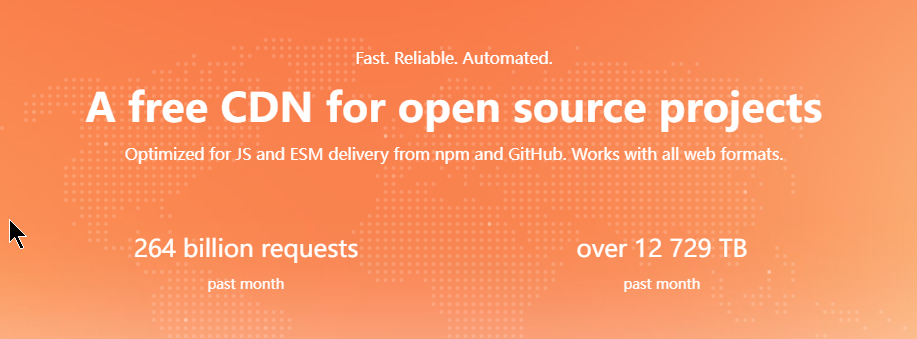 Fast. Reliable. Automated.
A free CDN for open source projects
Optimized for JS and ESM delivery from npm and GitHub. Works with all web formats.
264 billion requests
past month
over 12 729 TB
past month